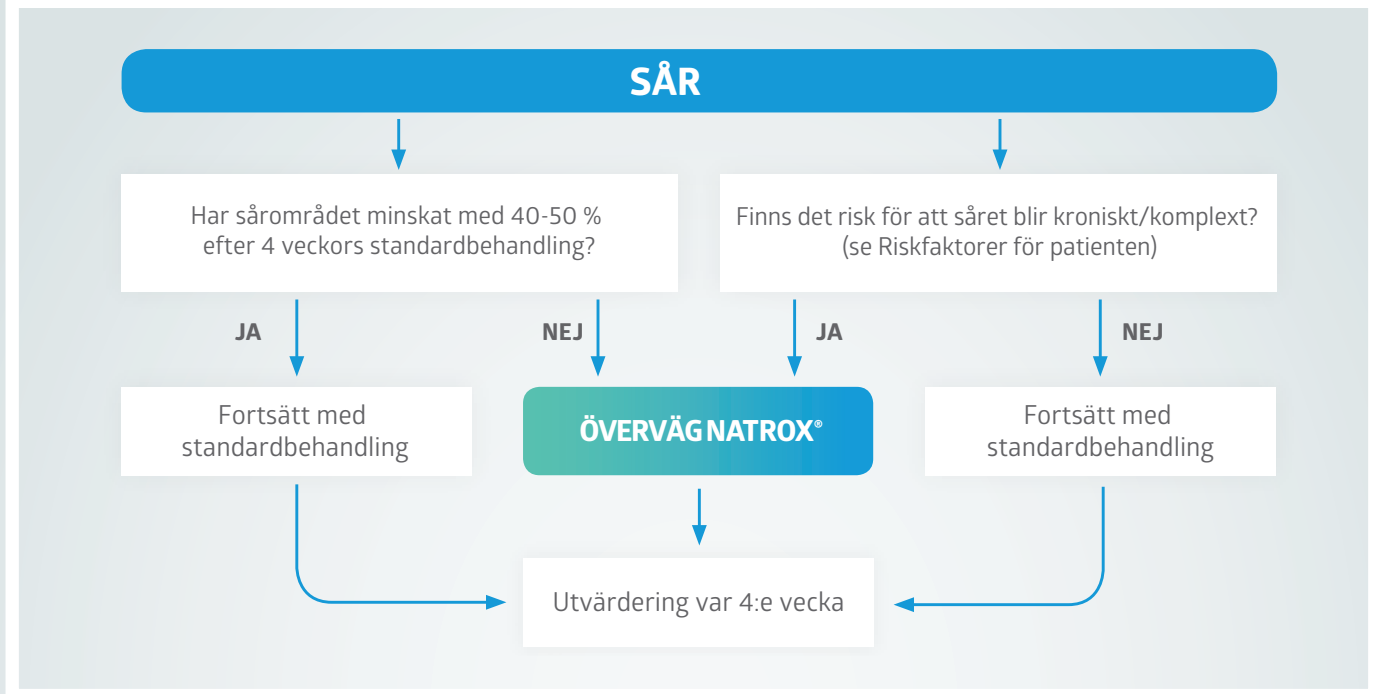 SÅR
Har sårområdet minskat med 40-50 %
efter 4 veckors standardbehandling?
Finns det risk för att såret blir kroniskt/komplext?
(se Riskfaktorer för patienten)
JA
NEJ
JA
NEJ
Fortsätt med
standardbehandling
ÖVERVÄG NATROX®
Fortsätt med
standardbehandling
Utvärdering var 4:e vecka